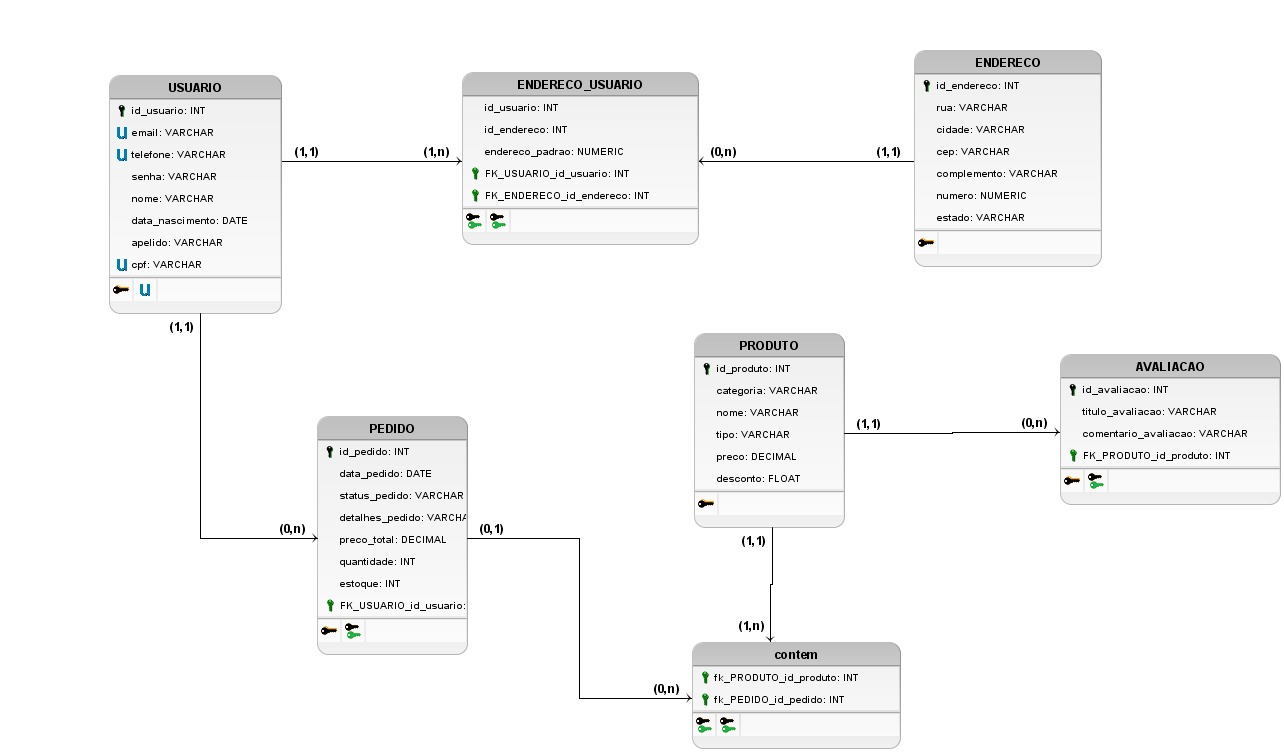 USUARIO
id_usuario: INT
U email: VARCHAR
U telefone: VARCHAR
senha: VARCHAR
nome: VARCHAR
data_nascimento: DATE
apelido: VARCHAR
U cpf: VARCHAR
U
(1,1)
(1,n)
ENDERECO_USUARIO
id_usuario: INT
id_endereco: INT
endereco_padrao: NUMERIC
FK_USUARIO_id_usuario: INT
FK_ENDERECO_id_endereco: INT
(0,n)
(1,1)
ENDERECO
id_endereco: INT
rua: VARCHAR
cidade: VARCHAR
cep: VARCHAR
complemento: VARCHAR
numero: NUMERIC
estado: VARCHAR
(1,1)
(0,n)
PEDIDO
id_pedido: INT
data_pedido: DATE
status_pedido: VARCHAR
detalhes_pedido: VARCHA
preco_total: DECIMAL
quantidade: INT
estoque: INT
FK_USUARIO_id_usuario:
(0,1)
(0,n)
PRODUTO
id_produto: INT
categoria: VARCHAR
nome: VARCHAR
tipo: VARCHAR
preco: DECIMAL
desconto: FLOAT
(1,1)
(0,n)
AVALIACAO
id_avaliacao: INT
titulo_avaliacao: VARCHAR
comentario_avaliacao: VARCHAR
FK_PRODUTO_id_produto: INT
(1,1)
(1,n)
contem
fk_PRODUTO_id_produto: INT
fk_PEDIDO_id_pedido: INT